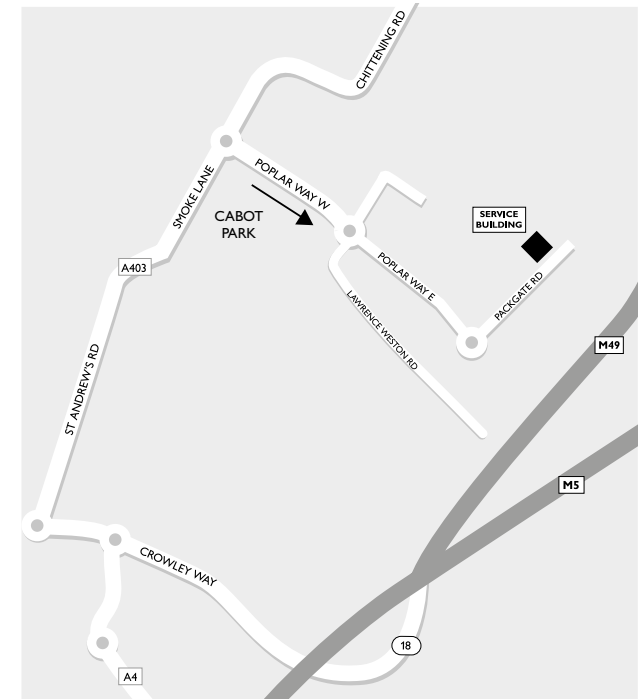 CHITTENING RD
POPLAR WAY W
SMOKE LANE
CABOT
PARK
SERVICE
BUILDING
A403
POPLAR WAY E
PACKGATE RD
LAWRENCE WESTON RD
M49
ST ANDREW'S RD
M5
CROWLEY WAY
18
A4